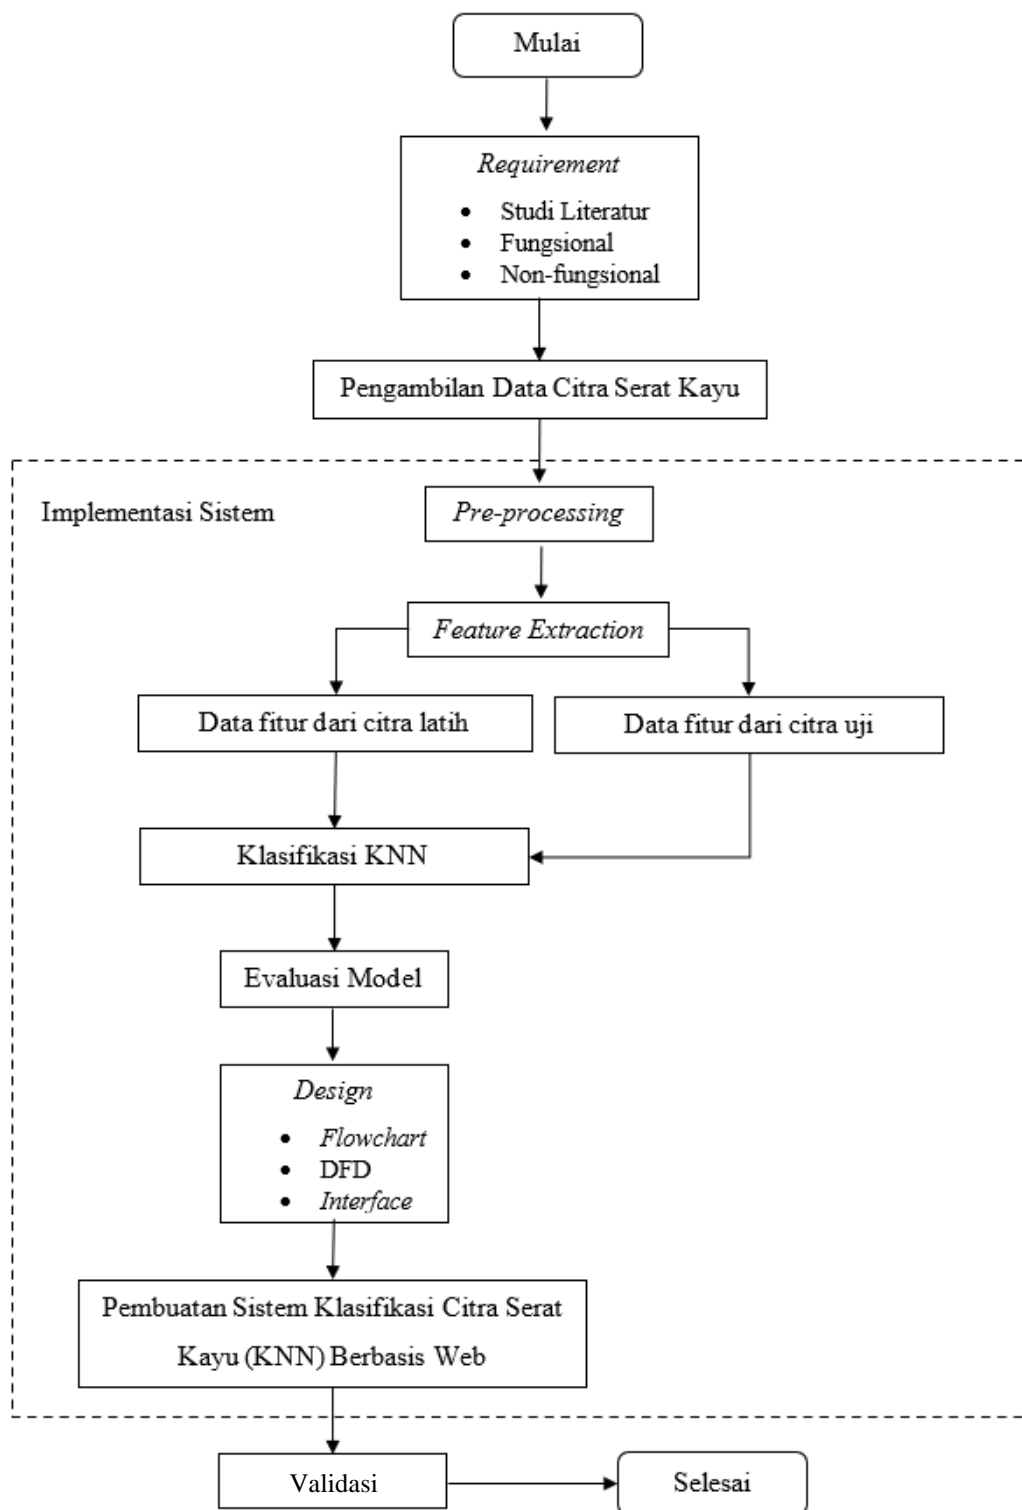 Mulai
Requirement
• Studi Literatur
• Fungsional
• Non-fungsional
Pengambilan Data Citra Serat Kayu
Implementasi Sistem
Pre-processing
Feature Extraction
Data fitur dari citra latih
Data fitur dari citra uji
Klasifikasi KNN
Evaluasi Model
Design
• Flowchart
• DFD
• Interface
Pembuatan Sistem Klasifikasi Citra Serat
Kayu (KNN) Berbasis Web
Validasi
Selesai